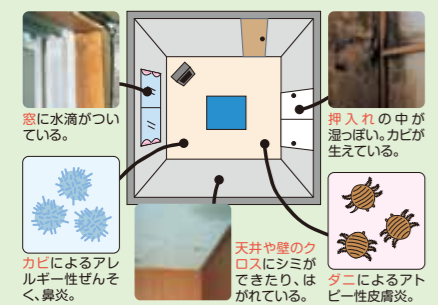 窓に水滴がつい
ている。
押入れの中が
湿っぽい。カビが
生えている。
カビによるアレ
ルギー性ぜんそ
く、鼻炎。
天井や壁のク
ロスにシミが
できたり、は
がれている。
ダニによるアト
ピー性皮膚炎。